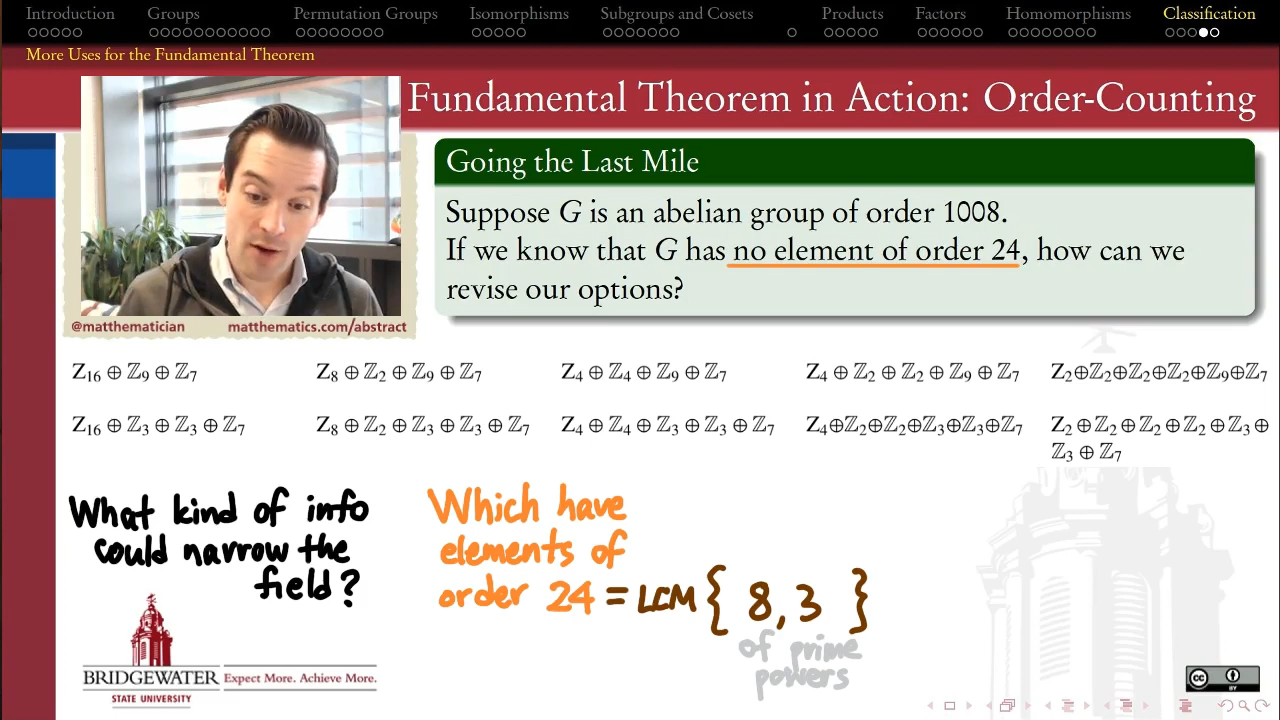 Introduction Groups Permutation Groups Isomorphisms Subgroups and Cosets Products Factors Homomorphisms Classification
More Uses for the Fundamental Theorem
Fundamental Theorem in Action: Order-Counting
Going the Last Mile
Suppose G is an abelian group of order 1008.
If we know that G has no element of order 24, how can we
revise our options?
@matthematician matthematics.com/abstract
Z₁₆ ⊕ ℤ₉ ⊕ ℤ₇ ℤ₈ ⊕ ℤ₂ ⊕ ℤ₉ ⊕ ℤ₇ ℤ₄ ⊕ ℤ₄ ⊕ ℤ₉ ⊕ ℤ₇ ℤ₄ ⊕ ℤ₂ ⊕ ℤ₂ ⊕ ℤ₉ ⊕ ℤ₇ ℤ₂⊕ℤ₂⊕ℤ₂⊕ℤ₂⊕ℤ₉⊕ℤ₇
ℤ₁₆ ⊕ ℤ₃ ⊕ ℤ₃ ⊕ ℤ₇ ℤ₈ ⊕ ℤ₂ ⊕ ℤ₃ ⊕ ℤ₃ ⊕ ℤ₇ ℤ₄ ⊕ ℤ₄ ⊕ ℤ₃ ⊕ ℤ₃ ⊕ ℤ₇ ℤ₄⊕ℤ₂⊕ℤ₂⊕ℤ₃⊕ℤ₃⊕ℤ₇ ℤ₂ ⊕ ℤ₂ ⊕ ℤ₂ ⊕ ℤ₂ ⊕ ℤ₃ ⊕
ℤ₃ ⊕ ℤ₇
What kind of info
could narrow the
field?
Which have
elements of
order 24 = LCM { 8, 3 }
of prime
powers
BRIDGEWATER
STATE UNIVERSITY
Expect More. Achieve More.
cc BY